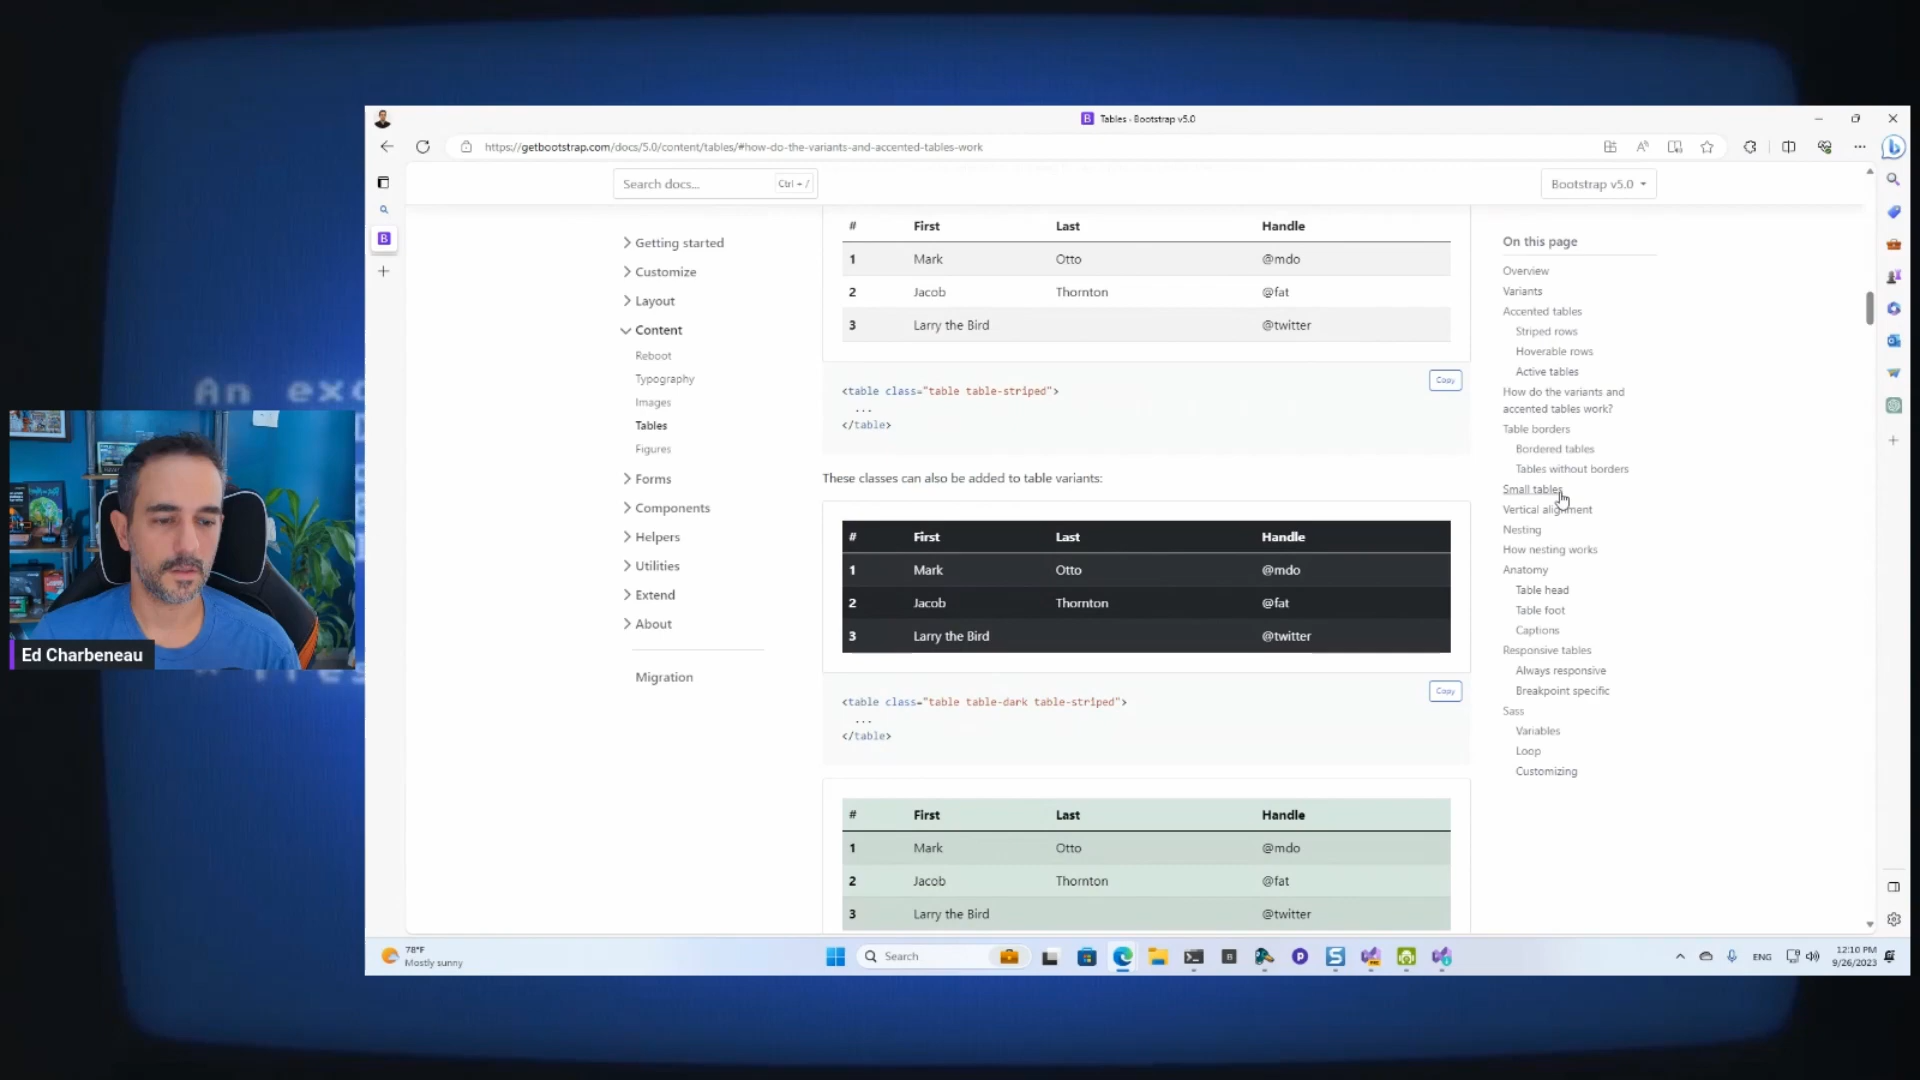 Tables · Bootstrap v5.0
https://getbootstrap.com/docs/5.0/content/tables/#how-do-the-variants-and-accented-tables-work
Search docs...
Ctrl + /
Bootstrap v5.0
Getting started
Customize
Layout
Content
Reboot
Typography
Images
Tables
Figures
Forms
Components
Helpers
Utilities
Extend
About
Migration
# First Last Handle
1 Mark Otto @mdo
2 Jacob Thornton @fat
3 Larry the Bird @twitter
Copy
<table class="table table-striped">
...
</table>
These classes can also be added to table variants:
# First Last Handle
1 Mark Otto @mdo
2 Jacob Thornton @fat
3 Larry the Bird @twitter
Copy
<table class="table table-dark table-striped">
...
</table>
# First Last Handle
1 Mark Otto @mdo
2 Jacob Thornton @fat
3 Larry the Bird @twitter
On this page
Overview
Variants
Accented tables
Striped rows
Hoverable rows
Active tables
How do the variants and
accented tables work?
Table borders
Bordered tables
Tables without borders
Small tables
Vertical alignment
Nesting
How nesting works
Anatomy
Table head
Table foot
Captions
Responsive tables
Always responsive
Breakpoint specific
Sass
Variables
Loop
Customizing
An exc
Ed Charbeneau
78°F
Mostly sunny
Search
ENG
12:10 PM
9/26/2023